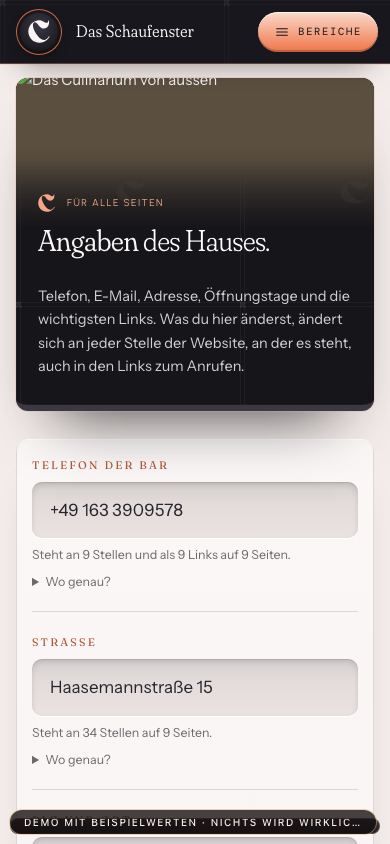 Das Schaufenster
BEREICHE
Das Culinarium von außen
FÜR ALLE SEITEN
Angaben des Hauses.
Telefon, E-Mail, Adresse, Öffnungstage und die
wichtigsten Links. Was du hier änderst, ändert
sich an jeder Stelle der Website, an der es steht,
auch in den Links zum Anrufen.
TELEFON DER BAR
+49 163 3909578
Steht an 9 Stellen und als 9 Links auf 9 Seiten.
Wo genau?
STRASSE
Haasemannstraße 15
Steht an 34 Stellen auf 9 Seiten.
Wo genau?
DEMO MIT BEISPIELWERTEN · NICHTS WIRD WIRKLIC…